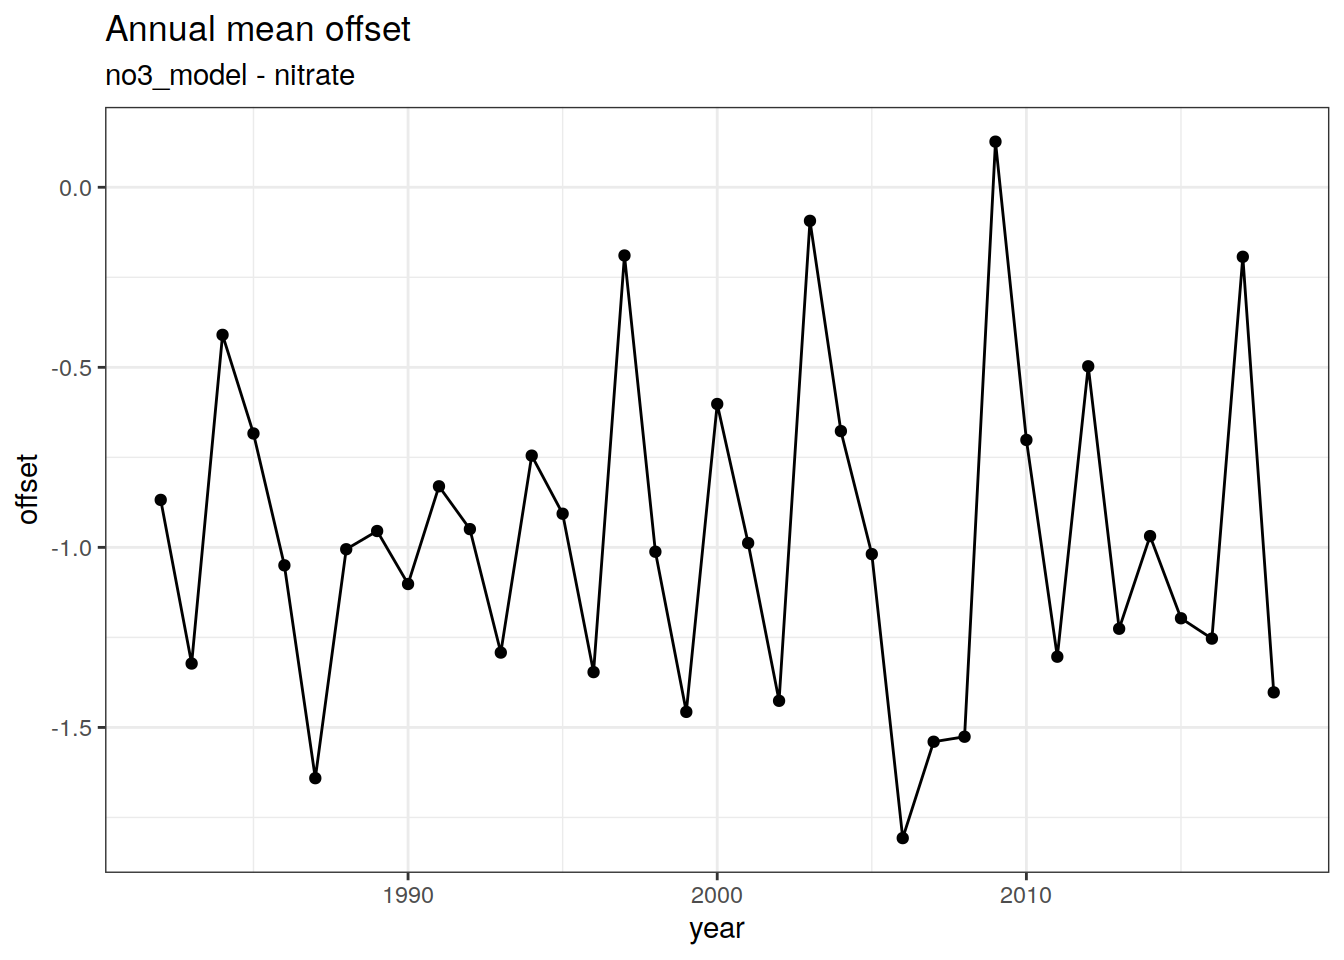 Annual mean offset
no3_model - nitrate
offset
0.0
-0.5
-1.0
-1.5
1990
2000
2010
year